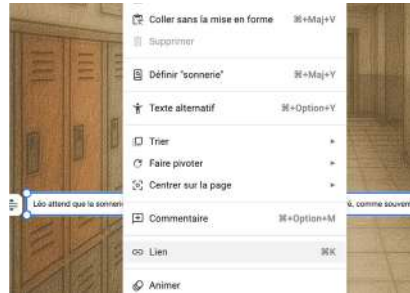 Coller sans la mise en forme ⌘+Maj+V
Supprimer
Définir "sonnerie" ⌘+Maj+Y
Texte alternatif ⌘+Option+Y
Trier
Faire pivoter
Centrer sur la page
Léo attend que la sonnerie
é, comme souvent
Commentaire ⌘+Option+M
Lien ⌘K
Animer